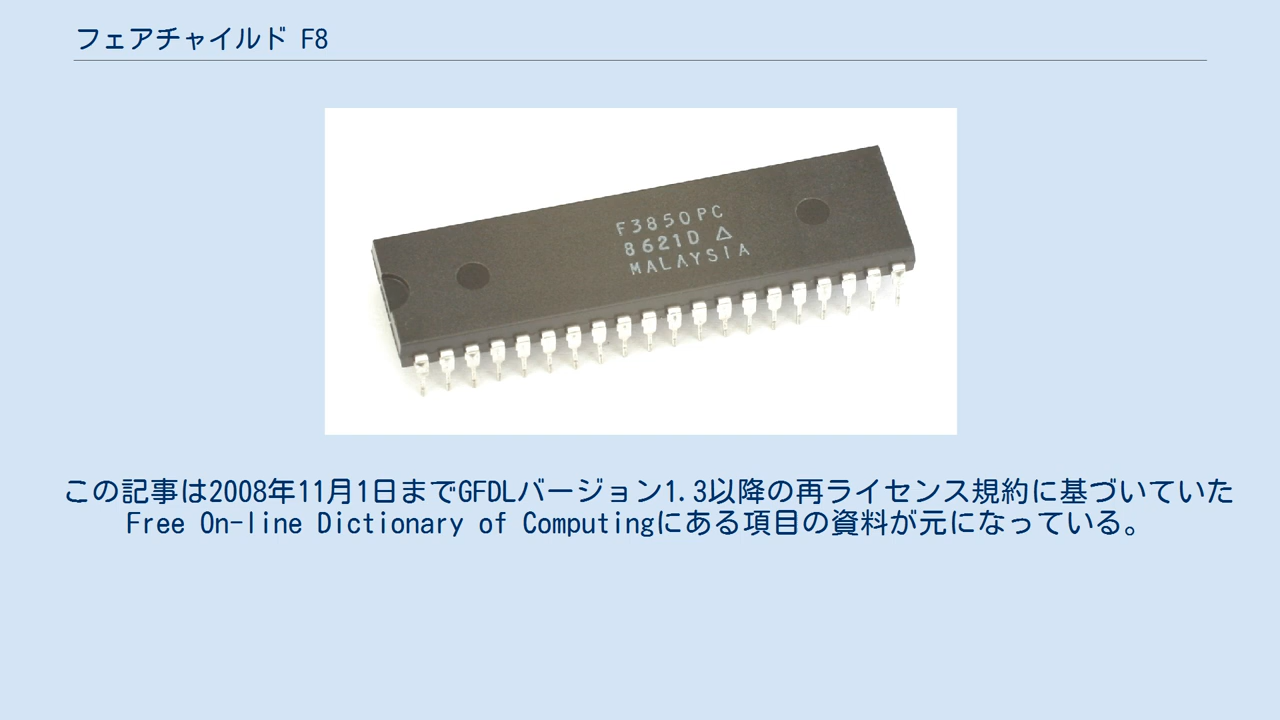 フェアチャイルド F8
F3850PC
8621D △
MALAYSIA
この記事は2008年11月1日までGFDLバージョン1.3以降の再ライセンス規約に基づいていた
Free On-line Dictionary of Computingにある項目の資料が元になっている。